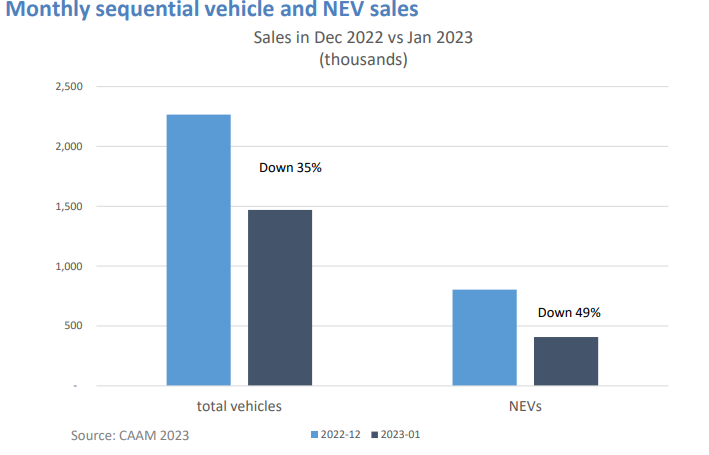 Monthly sequential vehicle and NEV sales
Sales in Dec 2022 vs Jan 2023
(thousands)
2,500
2,000
Down 35%
1,500
1,000
Down 49%
500
-
total vehicles NEVs
Source: CAAM 2023 2022-12 2023-01